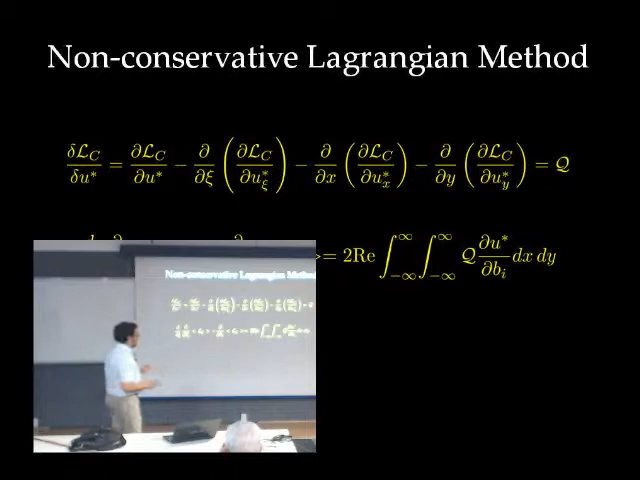 Non-conservative Lagrangian Method
δℒ_C/δu* = ∂ℒ_C/∂u* − ∂/∂ξ (∂ℒ_C/∂u*_ξ) − ∂/∂x (∂ℒ_C/∂u*_x) − ∂/∂y (∂ℒ_C/∂u*_y) = 𝒬
>= 2Re ∫_{−∞}^{∞} ∫_{−∞}^{∞} 𝒬 ∂u*/∂b_i dx dy
Non-conservative Lagrangian Method